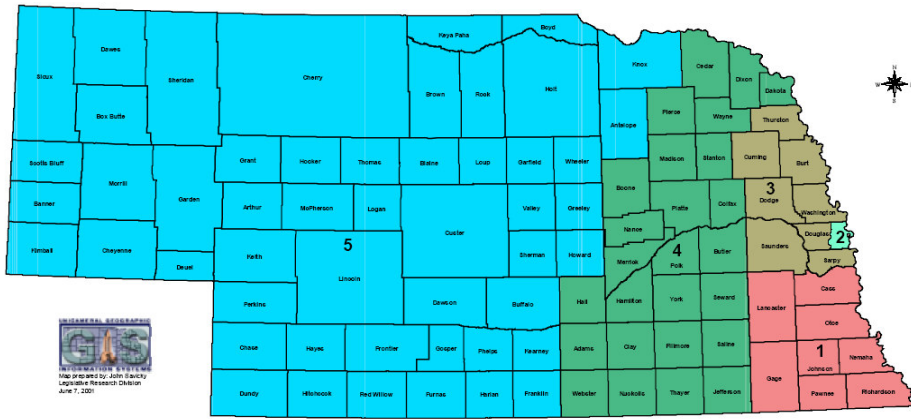 Keya Paha
Boyd
Dawes
Sioux
Sheridan
Cherry
Knox
Cedar
Dixon
Dakota
Brown
Rock
Holt
Box Butte
Antelope
Pierce
Wayne
Thurston
Scotts Bluff
Grant
Hooker
Thomas
Blaine
Loup
Garfield
Wheeler
Madison
Stanton
Cuming
Burt
Morrill
Garden
Boone
3
Banner
Arthur
McPherson
Logan
Valley
Greeley
Platte
Colfax
Dodge
Washington
Custer
Nance
Douglas
2
Kimball
Cheyenne
Keith
5
Sherman
Howard
Merrick
4
Butler
Saunders
Sarpy
Deuel
Lincoln
Polk
Perkins
Dawson
Buffalo
Hall
Hamilton
York
Seward
Lancaster
Cass
Otoe
Chase
Hayes
Frontier
Gosper
Phelps
Kearney
Adams
Clay
Fillmore
Saline
Gage
1
Johnson
Nemaha
Dundy
Hitchcock
Red Willow
Furnas
Harlan
Franklin
Webster
Nuckolls
Thayer
Jefferson
Pawnee
Richardson
N
W
UNICAMERAL GEOGRAPHIC
GIS
INFORMATION SYSTEMS
Map prepared by: John Bavicky
Legislative Research Division
June 7, 2001